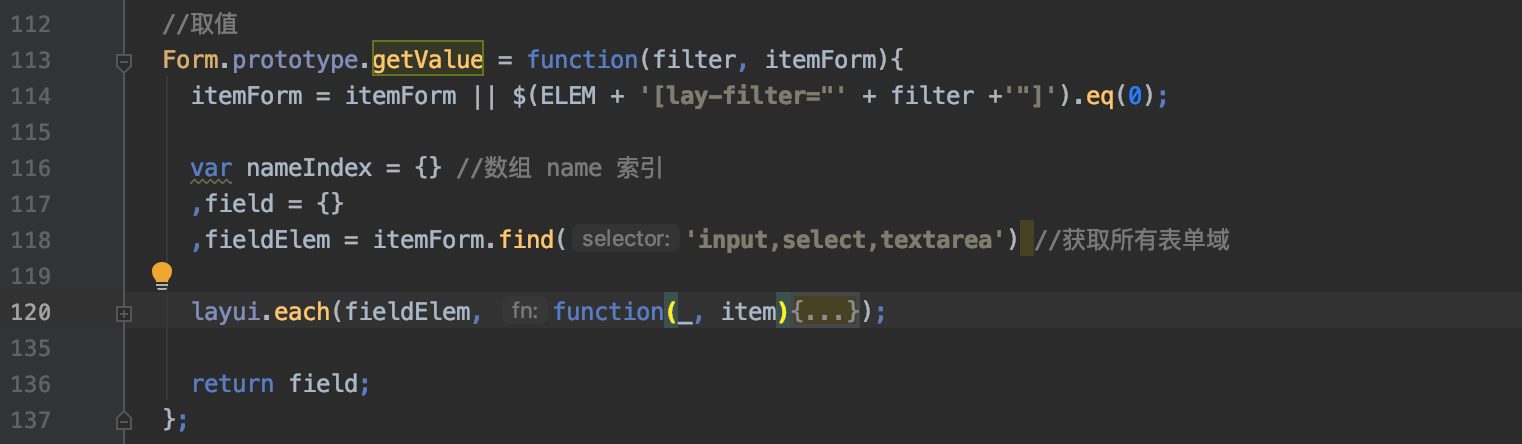 112 //取值
113 Form.prototype.getValue = function(filter, itemForm){
114 itemForm = itemForm || $(ELEM + '[lay-filter="' + filter +'"]').eq(0);
115
116 var nameIndex = {} //数组 name 索引
117 ,field = {}
118 ,fieldElem = itemForm.find( selector: 'input,select,textarea') //获取所有表单域
119
120 layui.each(fieldElem, fn: function(_, item){...});
135
136 return field;
137 };